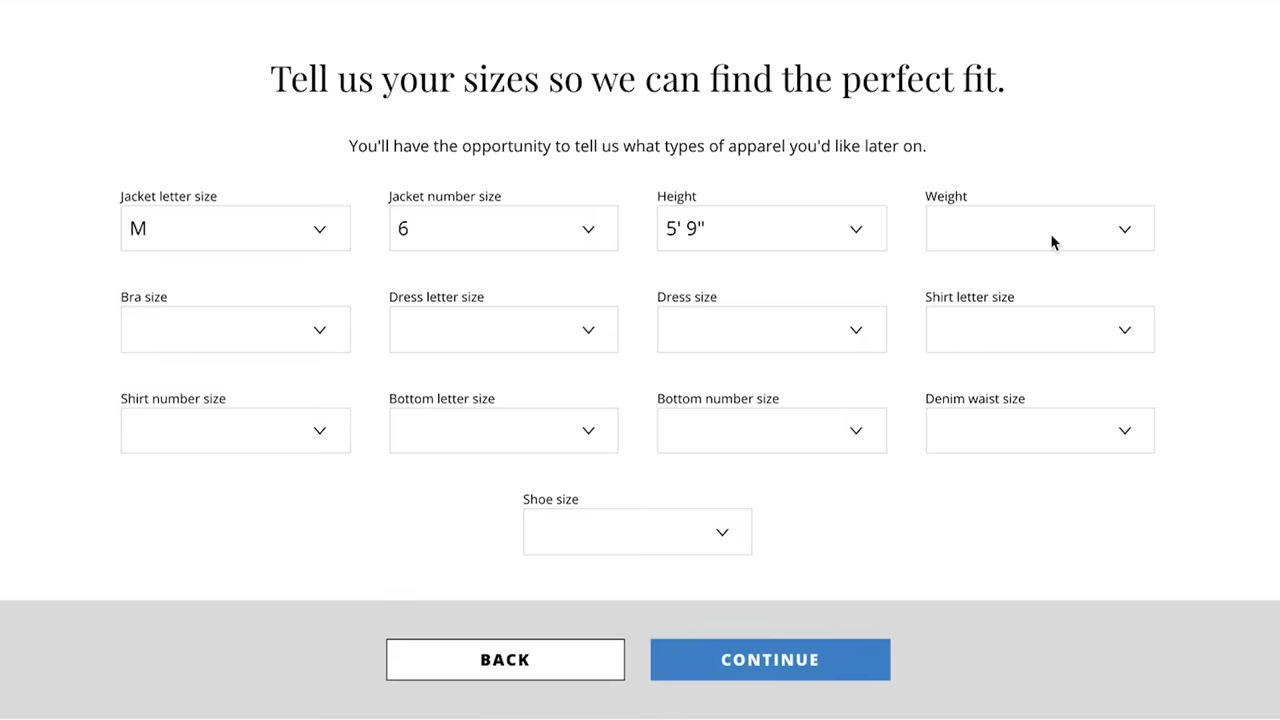 Tell us your sizes so we can find the perfect fit.
You'll have the opportunity to tell us what types of apparel you'd like later on.
Jacket letter size
Jacket number size
Height
Weight
M
6
5' 9"
Bra size
Dress letter size
Dress size
Shirt letter size
Shirt number size
Bottom letter size
Bottom number size
Denim waist size
Shoe size
BACK
CONTINUE